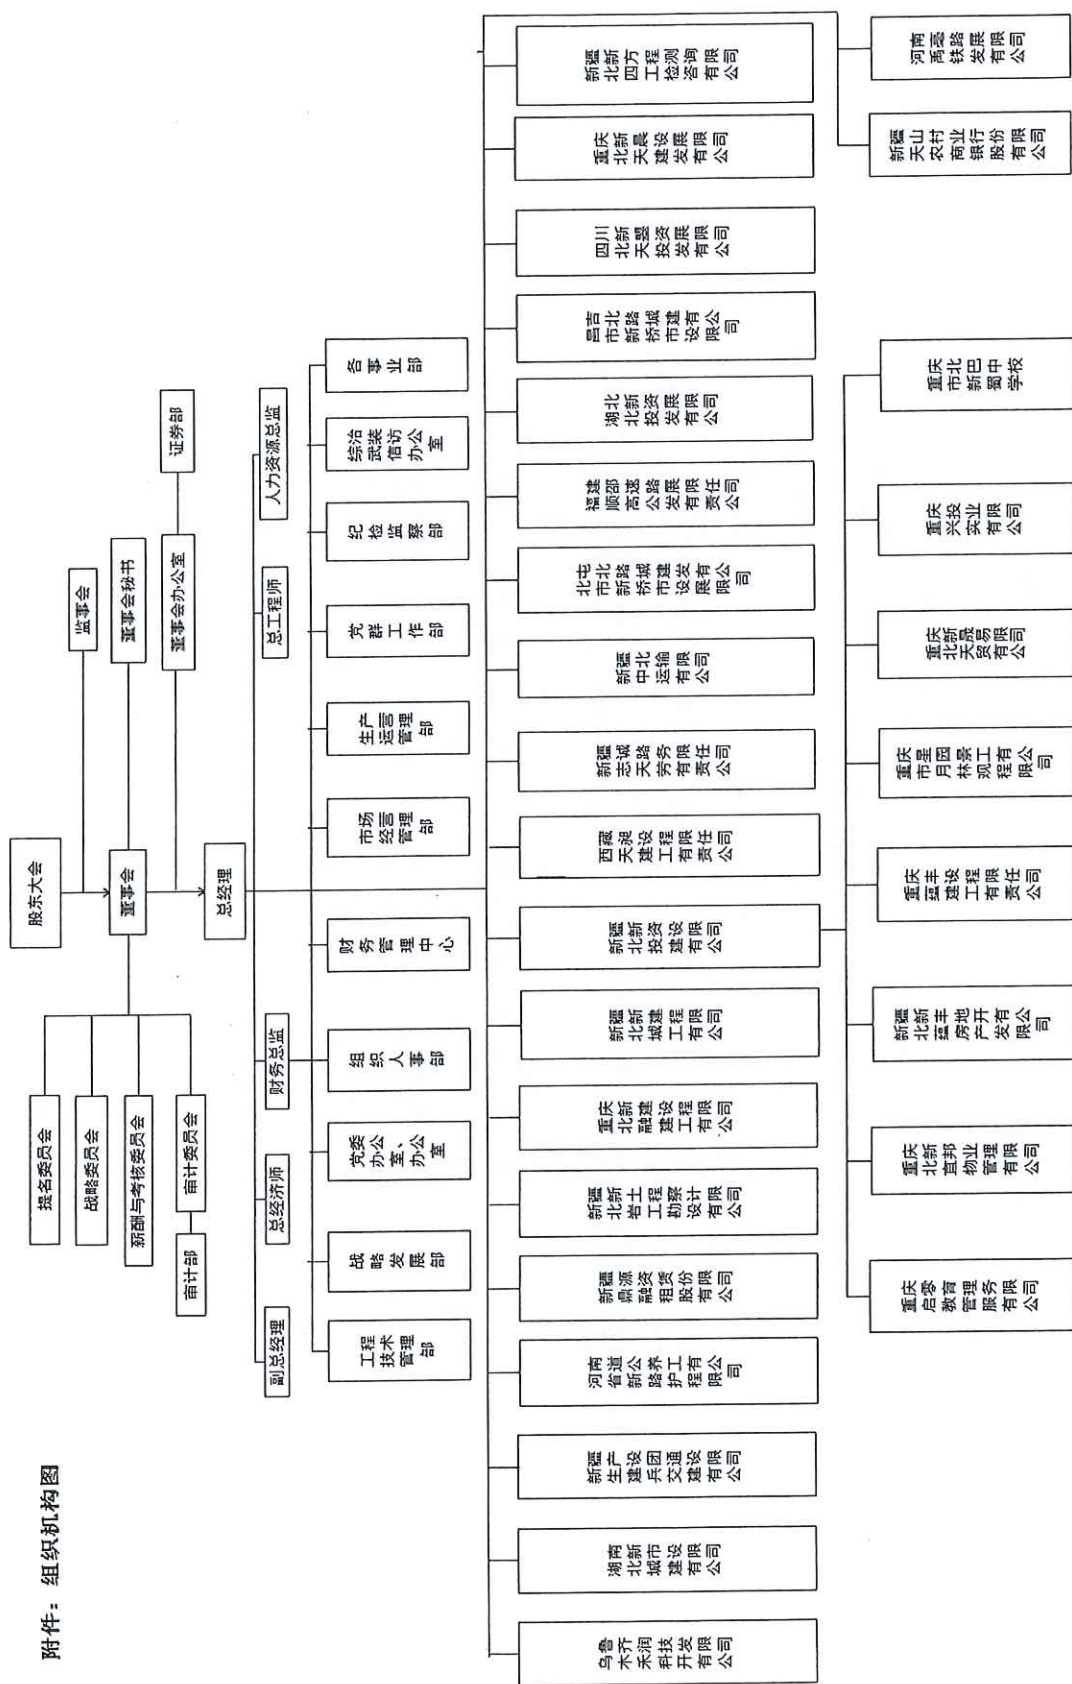 附件：组织机构图
股东大会
监事会
董事会
董事会秘书
董事会办公室
证券部
提名委员会
战略委员会
薪酬与考核委员会
审计委员会
审计部
总经理
副总经理
总经济师
财务总监
总工程师
人力资源总监
工程
技术
管理
部
战
略
发
展
部
党委
办公
室、
办公
室
组
织
人
事
部
财
务
管
理
中
心
市场
经营
管理
部
生产
运营
管理
部
党
群
工
作
部
纪
检
监
察
部
综治
武装
信访
办公
室
各
事
业
部
乌鲁
木齐
禾润
科技
开发
有限
公司
湖南
北新
城市
建设
有限
公司
新疆
生产
建设
兵团
交通
建设
有限
公司
河南
省道
新公
路养
护工
程有
限公
司
新疆
鼎源
融资
租赁
股份
有限
公司
新疆
北新
岩土
工程
勘察
设计
有限
公司
重庆
北新
融建
建设
工程
有限
公司
新疆
北新
城建
工程
有限
公司
新疆
北新
投资
建设
有限
公司
西藏
天昶
建设
工程
有限
责任
公司
新疆
志诚
天路
劳务
有限
责任
公司
新疆
中北
运输
有限
公司
北屯
市北
新路
桥城
市建
设发
展有
限公
司
福建
顺邵
高速
公路
发展
有限
责任
公司
湖北
北新
投资
发展
有限
公司
昌吉
市北
新路
桥城
市建
设有
限公
司
四川
北新
天曌
投资
发展
有限
公司
重庆
北新
天晨
建设
发展
有限
公司
新疆
北新
四方
工程
检测
咨询
有限
公司
重庆
启零
教育
管理
服务
有限
公司
重庆
北新
宜邦
物业
管理
有限
公司
新疆
北新
蕴丰
房地
产开
发有
限公
司
重庆
蕴丰
建设
工程
有限
责任
公司
重庆
市星
月园
林景
观工
程有
限公
司
重庆
北新
天晟
贸易
有限
公司
重庆
兴投
实业
有限
公司
重庆
市北
新巴
蜀中
学校
新疆
天山
农村
商业
银行
股份
有限
公司
河南
禹亳
铁路
发展
有限
公司